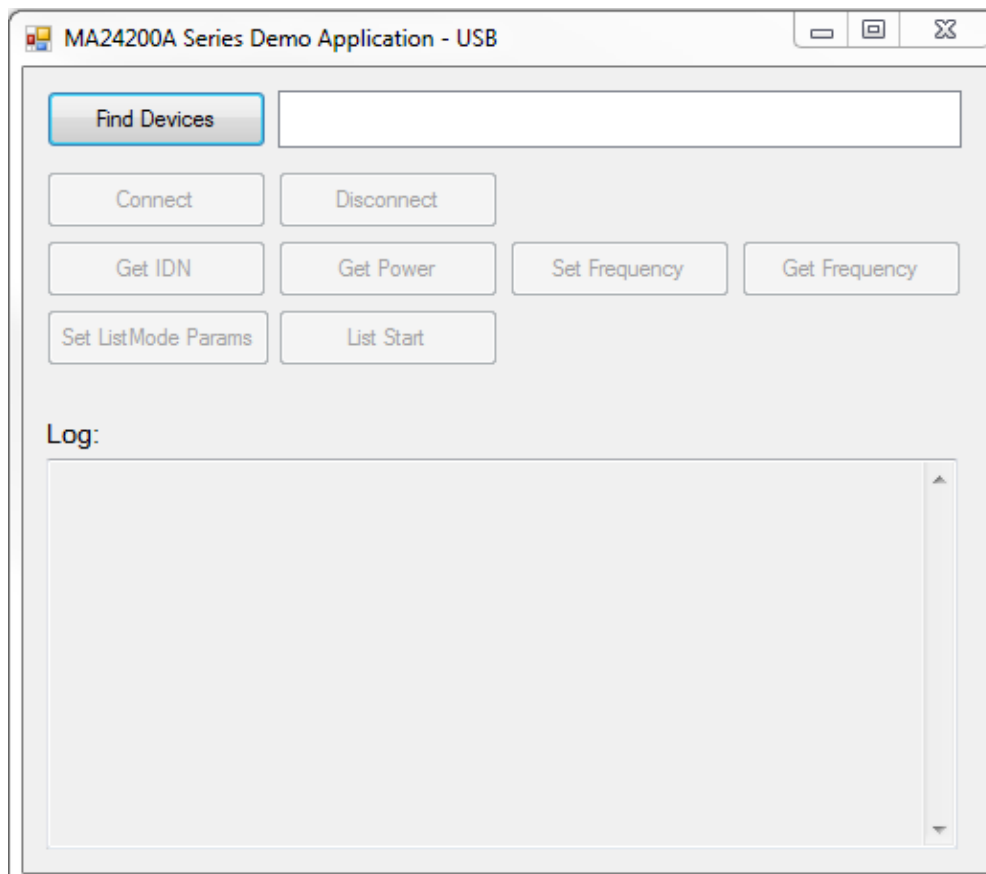 MA24200A Series Demo Application - USB
Find Devices
Connect Disconnect
Get IDN Get Power Set Frequency Get Frequency
Set ListMode Params List Start
Log: